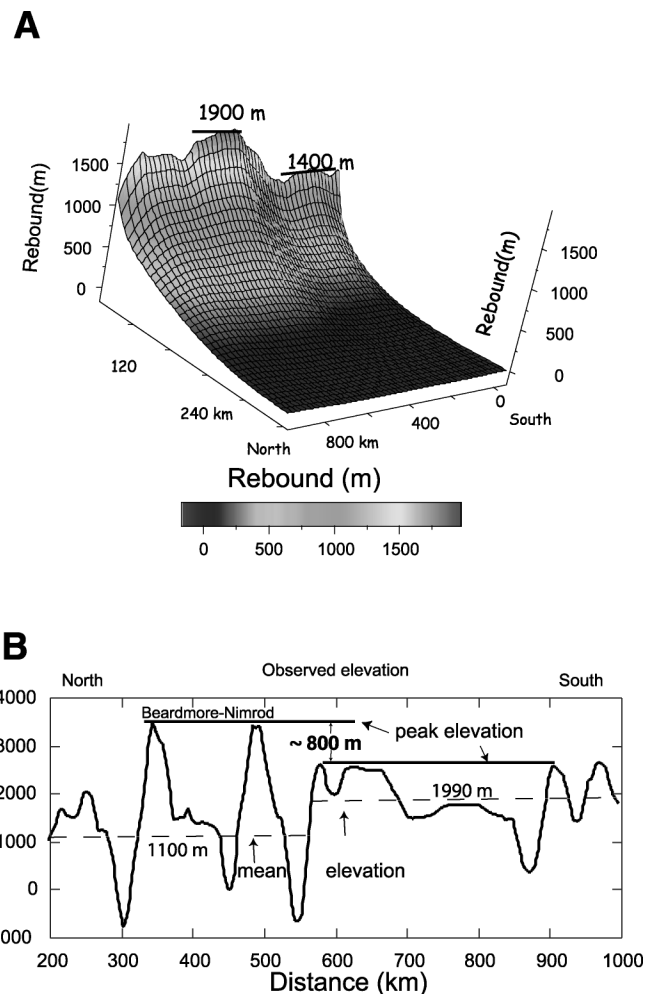 A
1900 m
1400 m
Rebound(m)
1500
1000
500
0
Rebound(m)
1500
1000
500
0
120
240 km
North
800 km
400
0
South
Rebound (m)
0 500 1000 1500
B
North
Observed elevation
South
4000
3000
2000
1000
0
000
Beardmore-Nimrod
~ 800 m
peak elevation
1990 m
1100 m
mean
elevation
200 300 400 500 600 700 800 900 1000
Distance (km)